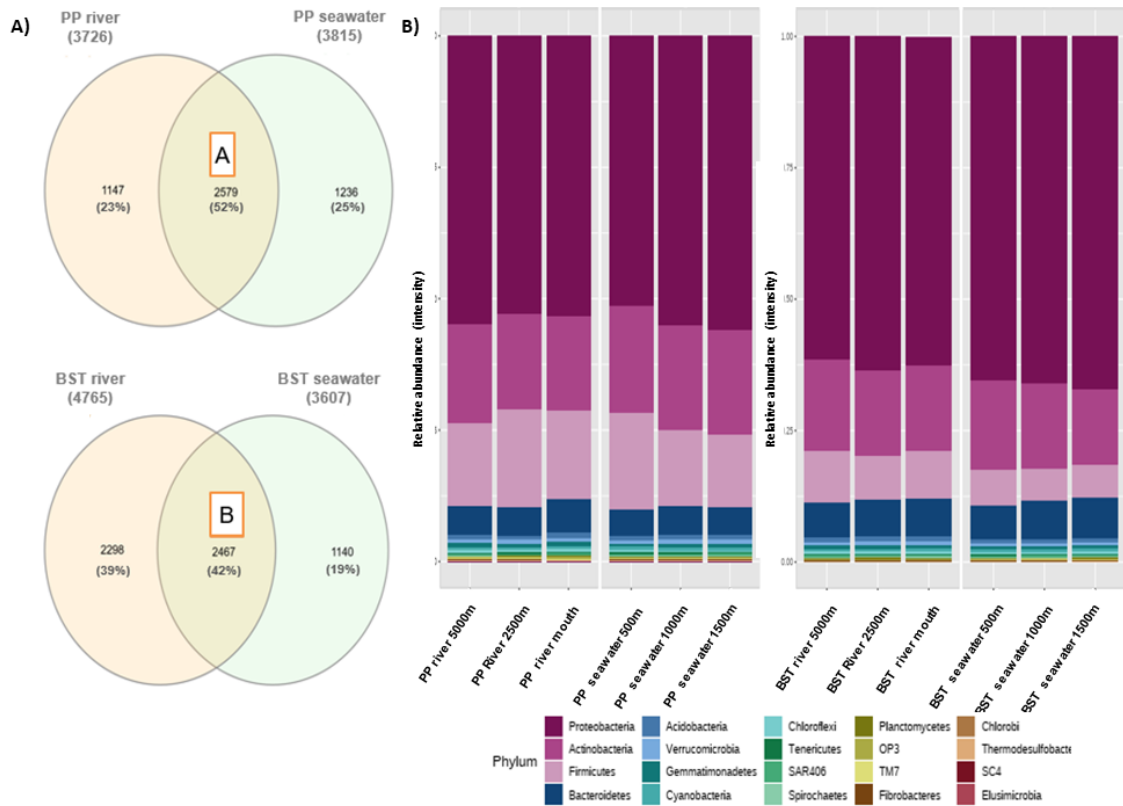 A)
PP river
(3726)
PP seawater
(3815)
A
1147
(23%)
2579
(52%)
1236
(25%)
BST river
(4765)
BST seawater
(3607)
B
2298
(39%)
2467
(42%)
1140
(19%)
B)
Relative abundance (intensity)
PP river 5000m
PP River 2500m
PP river mouth
PP seawater 500m
PP seawater 1000m
PP seawater 1500m
Relative abundance (intensity)
1.00
0.75
.50
0.25
0.00
BST river 5000m
BST River 2500m
BST river mouth
BST seawater 500m
BST seawater 1000m
BST seawater 1500m
Phylum
Proteobacteria
Actinobacteria
Firmicutes
Bacteroidetes
Acidobacteria
Verrucomicrobia
Gemmatimonadetes
Cyanobacteria
Chloroflexi
Tenericutes
SAR406
Spirochaetes
Planctomycetes
OP3
TM7
Fibrobacteres
Chlorobi
Thermodesulfobacte
SC4
Elusimicrobia